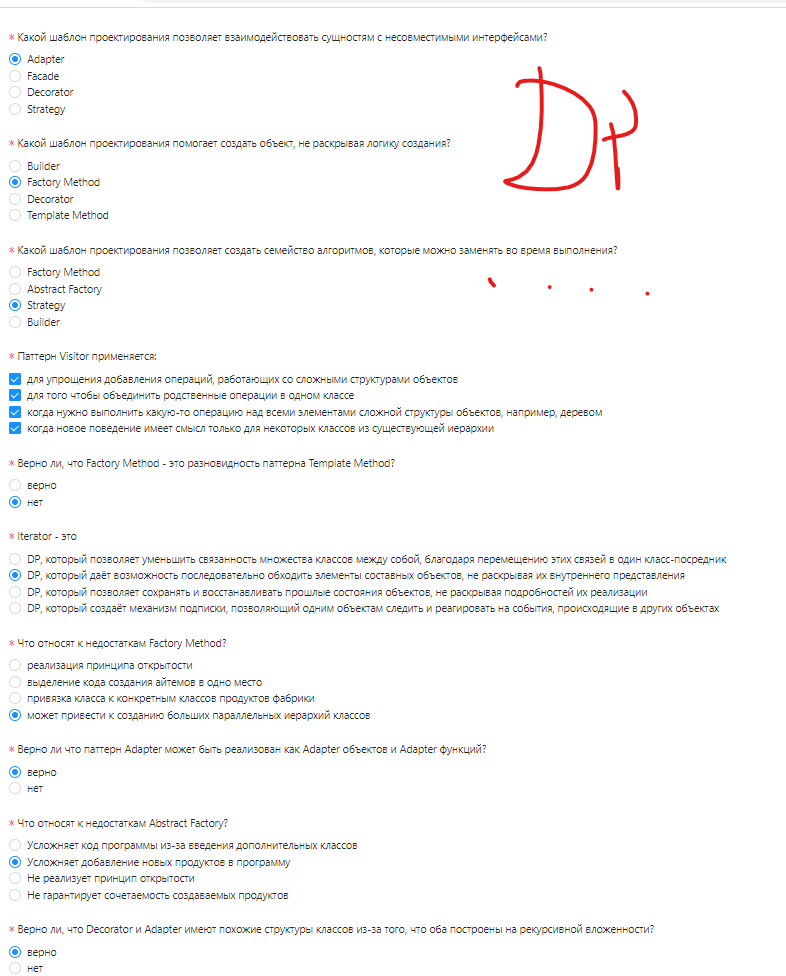 * Какой шаблон проектирования позволяет взаимодействовать сущностям с несовместимыми интерфейсами?
Adapter
Facade
Decorator
Strategy
DP
* Какой шаблон проектирования помогает создать объект, не раскрывая логику создания?
Builder
Factory Method
Decorator
Template Method
* Какой шаблон проектирования позволяет создать семейство алгоритмов, которые можно заменять во время выполнения?
Factory Method
Abstract Factory
Strategy
Builder
* Паттерн Visitor применяется:
для упрощения добавления операций, работающих со сложными структурами объектов
для того чтобы объединить родственные операции в одном классе
когда нужно выполнить какую-то операцию над всеми элементами сложной структуры объектов, например, деревом
когда новое поведение имеет смысл только для некоторых классов из существующей иерархии
* Верно ли, что Factory Method - это разновидность паттерна Template Method?
верно
нет
* Iterator - это
DP, который позволяет уменьшить связанность множества классов между собой, благодаря перемещению этих связей в один класс-посредник
DP, который даёт возможность последовательно обходить элементы составных объектов, не раскрывая их внутреннего представления
DP, который позволяет сохранять и восстанавливать прошлые состояния объектов, не раскрывая подробностей их реализации
DP, который создаёт механизм подписки, позволяющий одним объектам следить и реагировать на события, происходящие в других объектах
* Что относят к недостаткам Factory Method?
реализация принципа открытости
выделение кода создания айтемов в одно место
привязка класса к конкретным классов продуктов фабрики
может привести к созданию больших параллельных иерархий классов
* Верно ли что паттерн Adapter может быть реализован как Adapter объектов и Adapter функций?
верно
нет
* Что относят к недостаткам Abstract Factory?
Усложняет код программы из-за введения дополнительных классов
Усложняет добавление новых продуктов в программу
Не реализует принцип открытости
Не гарантирует сочетаемость создаваемых продуктов
* Верно ли, что Decorator и Adapter имеют похожие структуры классов из-за того, что оба построены на рекурсивной вложенности?
верно
нет